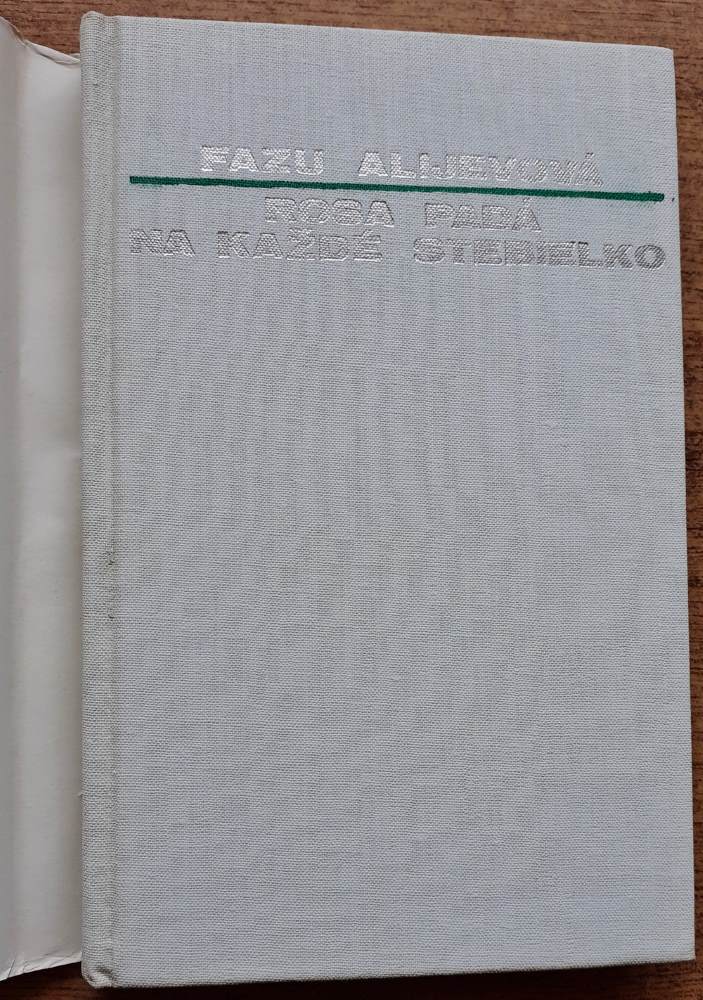 FAZU ALIJEVOVÁ
ROSA PADÁ
NA KAŽDÉ STEBIELKO